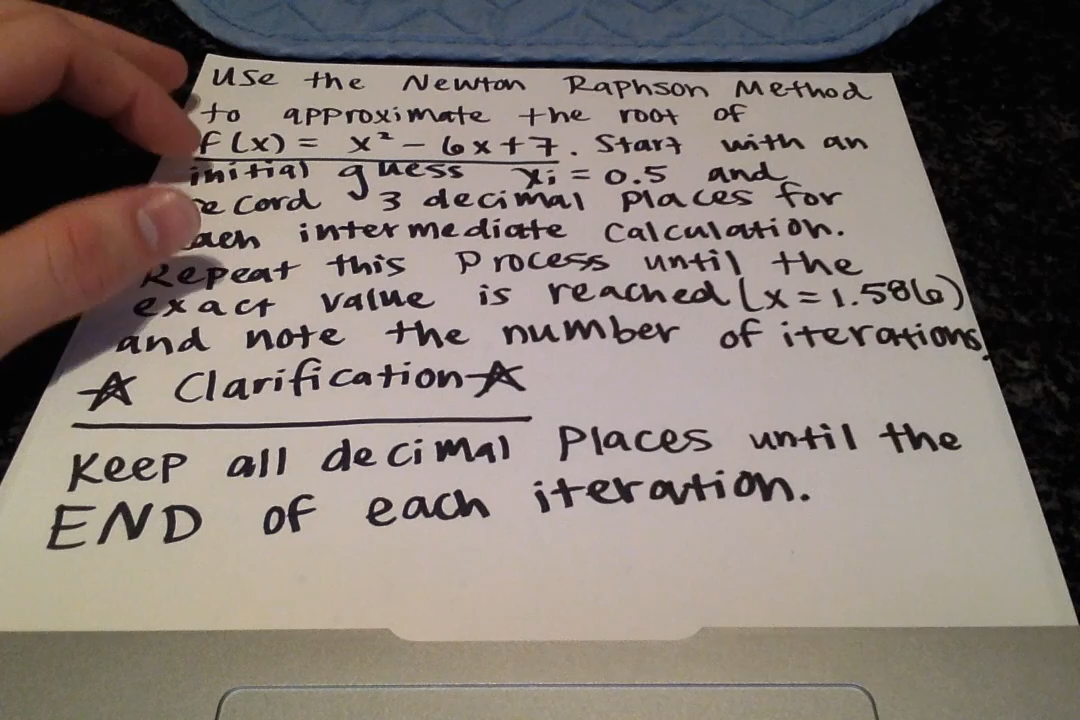 Use the Newton Raphson Method
to approximate the root of
f(x) = x² - 6x+7. Start with an
initial guess xi = 0.5 and
record 3 decimal places for
intermediate calculation.
Repeat this process until the
exact value is reached (x=1.586)
and note the number of iterations.
☆ Clarification ☆
Keep all decimal places until the
END of each iteration.